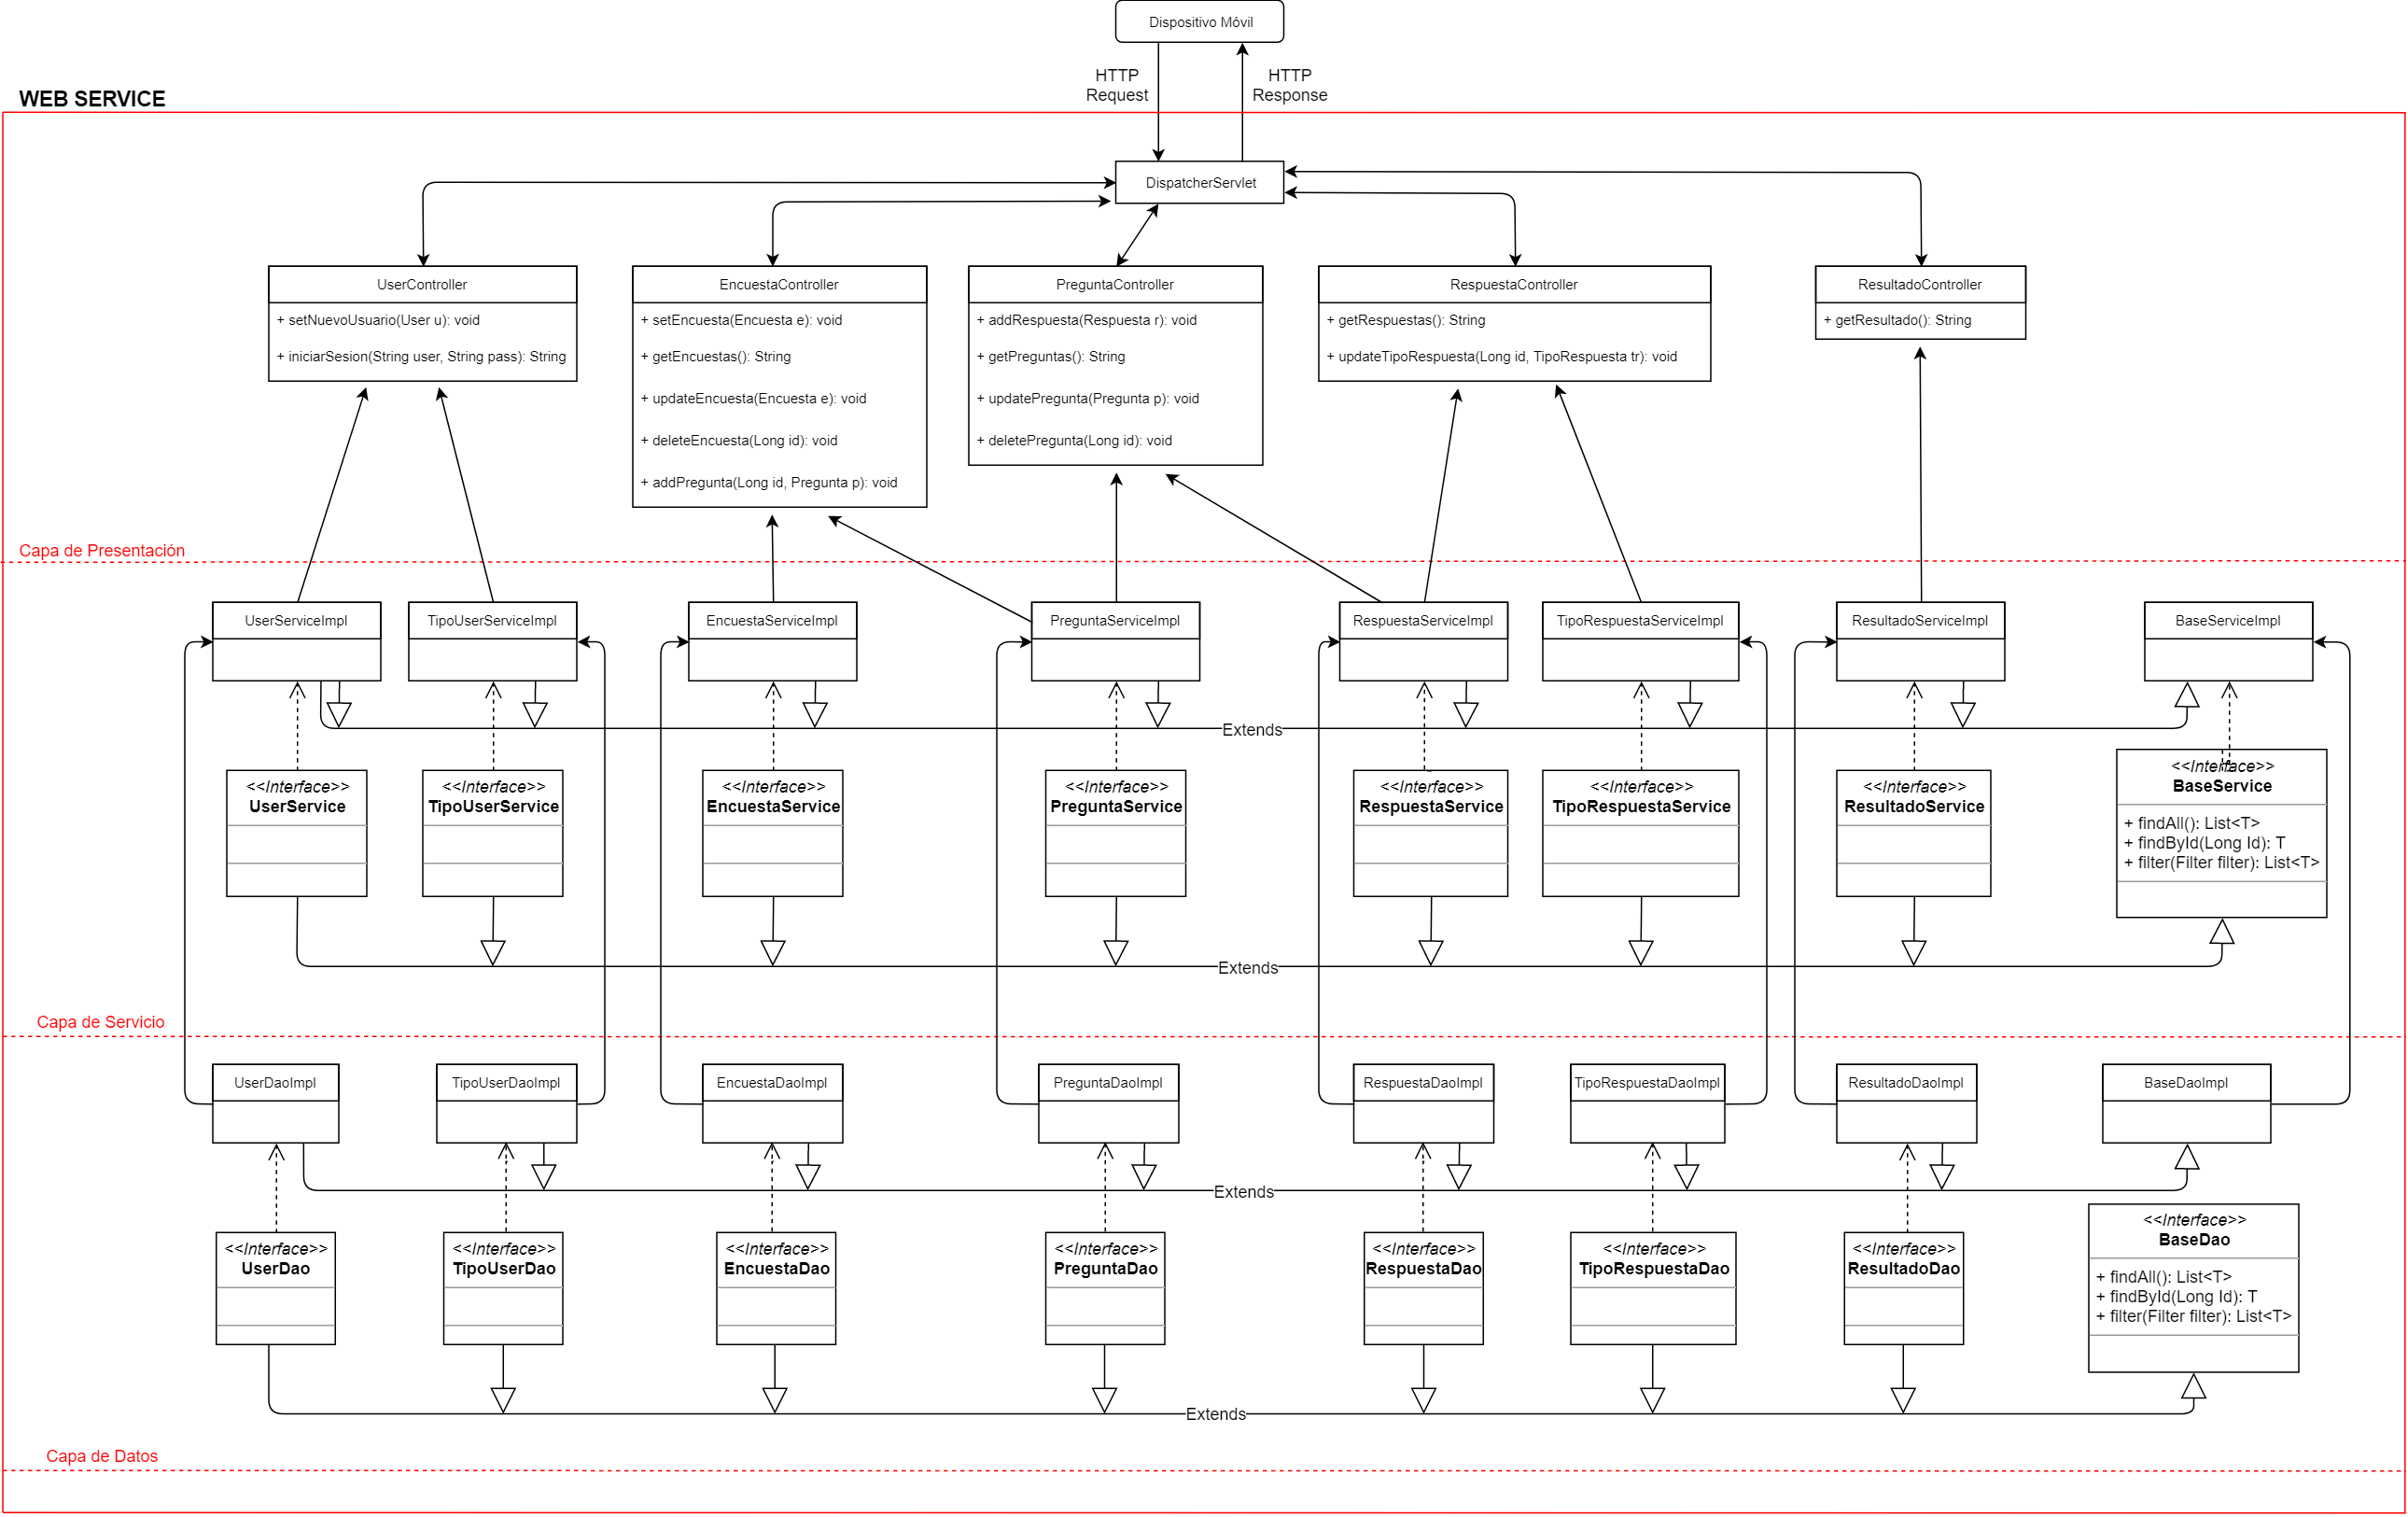 Dispositivo Móvil
HTTP
Request
HTTP
Response
WEB SERVICE
DispatcherServlet
UserController
+ setNuevoUsuario(User u): void
+ iniciarSesion(String user, String pass): String
EncuestaController
+ setEncuesta(Encuesta e): void
+ getEncuestas(): String
+ updateEncuesta(Encuesta e): void
+ deleteEncuesta(Long id): void
+ addPregunta(Long id, Pregunta p): void
PreguntaController
+ addRespuesta(Respuesta r): void
+ getPreguntas(): String
+ updatePregunta(Pregunta p): void
+ deletePregunta(Long id): void
RespuestaController
+ getRespuestas(): String
+ updateTipoRespuesta(Long id, TipoRespuesta tr): void
ResultadoController
+ getResultado(): String
Capa de Presentación
UserServiceImpl
TipoUserServiceImpl
EncuestaServiceImpl
PreguntaServiceImpl
RespuestaServiceImpl
TipoRespuestaServiceImpl
ResultadoServiceImpl
BaseServiceImpl
Extends
<<Interface>>
UserService
<<Interface>>
TipoUserService
<<Interface>>
EncuestaService
<<Interface>>
PreguntaService
<<Interface>>
RespuestaService
<<Interface>>
TipoRespuestaService
<<Interface>>
ResultadoService
<<Interface>>
BaseService
+ findAll(): List<T>
+ findById(Long Id): T
+ filter(Filter filter): List<T>
Extends
Capa de Servicio
UserDaoImpl
TipoUserDaoImpl
EncuestaDaoImpl
PreguntaDaoImpl
RespuestaDaoImpl
TipoRespuestaDaoImpl
ResultadoDaoImpl
BaseDaoImpl
Extends
<<Interface>>
UserDao
<<Interface>>
TipoUserDao
<<Interface>>
EncuestaDao
<<Interface>>
PreguntaDao
<<Interface>>
RespuestaDao
<<Interface>>
TipoRespuestaDao
<<Interface>>
ResultadoDao
<<Interface>>
BaseDao
+ findAll(): List<T>
+ findById(Long Id): T
+ filter(Filter filter): List<T>
Extends
Capa de Datos